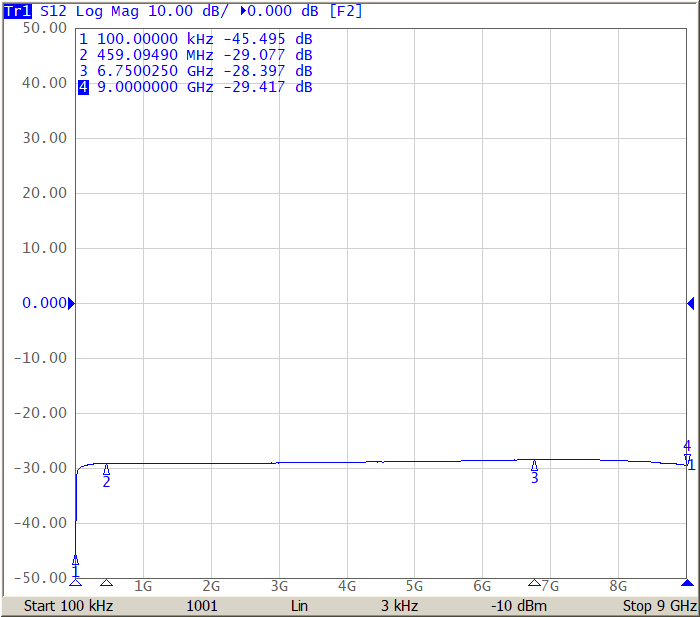 Tr1 S12 Log Mag 10.00 dB/ 0.000 dB [F2]
50.00
1 100.00000 kHz -45.495 dB
2 459.09490 MHz -29.077 dB
3 6.7500250 GHz -28.397 dB
4 9.0000000 GHz -29.417 dB
40.00
30.00
20.00
10.00
0.000
-10.00
-20.00
4
-30.00
1
2
3
-40.00
1
-50.00
1G 2G 3G 4G 5G 6G 7G 8G
Start 100 kHz 1001 Lin 3 kHz -10 dBm Stop 9 GHz